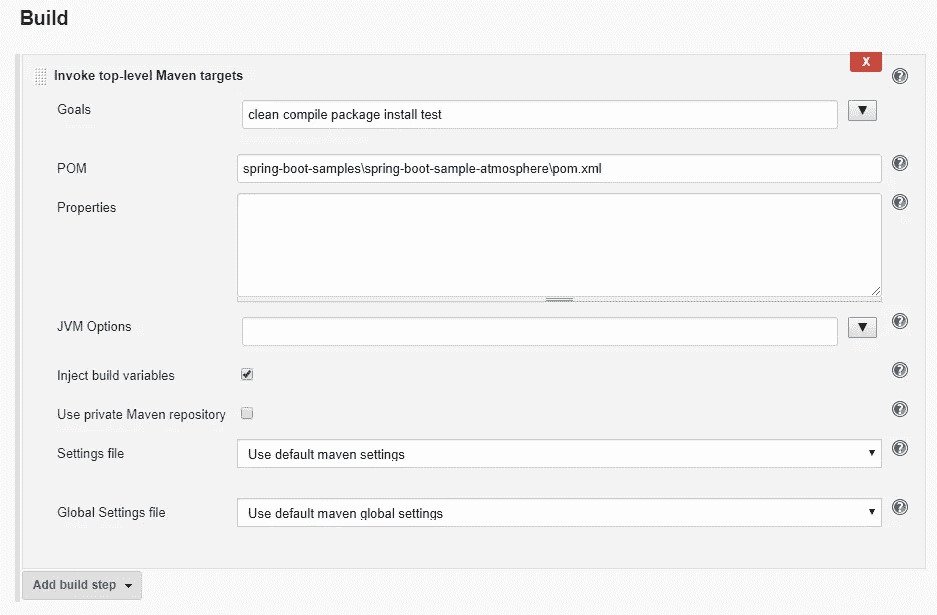 Build
Invoke top-level Maven targets
X
Goals
clean compile package install test
POM
spring-boot-samples\spring-boot-sample-atmosphere\pom.xml
Properties
JVM Options
Inject build variables
Use private Maven repository
Settings file
Use default maven settings
Global Settings file
Use default maven global settings
Add build step